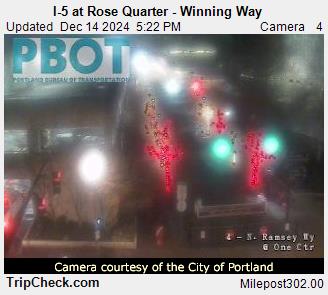 I-5 at Rose Quarter - Winning Way
Updated Dec 14 2024 5:22 PM Camera 4
PBOT
PORTLAND BUREAU OF TRANSPORTATION
4 - N. Ramsey Wy
@ One Ctr
Camera courtesy of the City of Portland
TripCheck.com Milepost302.00